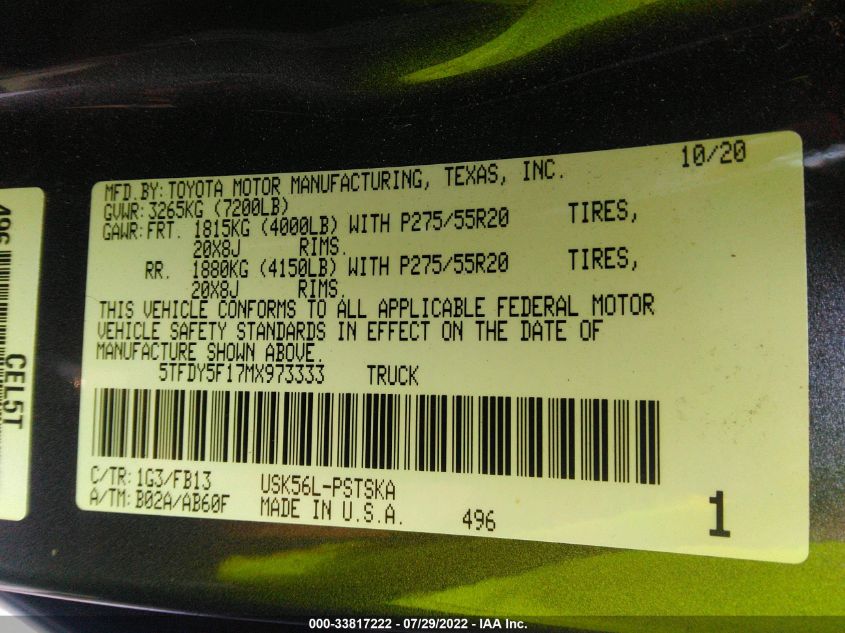 10/20
MFD.BY:TOYOTA MOTOR MANUFACTURING, TEXAS, INC.
GVWR:3265KG (7200LB)
GAWR:FRT. 1815KG (4000LB) WITH P275/55R20 TIRES,
20X8J RIMS.
RR. 1880KG (4150LB) WITH P275/55R20 TIRES,
20X8J RIMS.
THIS VEHICLE CONFORMS TO ALL APPLICABLE FEDERAL MOTOR
VEHICLE SAFETY STANDARDS IN EFFECT ON THE DATE OF
MANUFACTURE SHOWN ABOVE.
5TFDY5F17MX973333 TRUCK
C/TR:1G3/FB13 USK56L-PSTSKA
A/TM:B02A/AB60F MADE IN U.S.A. 496 1
496
CEL5T
000-33817222 - 07/29/2022 - IAA Inc.